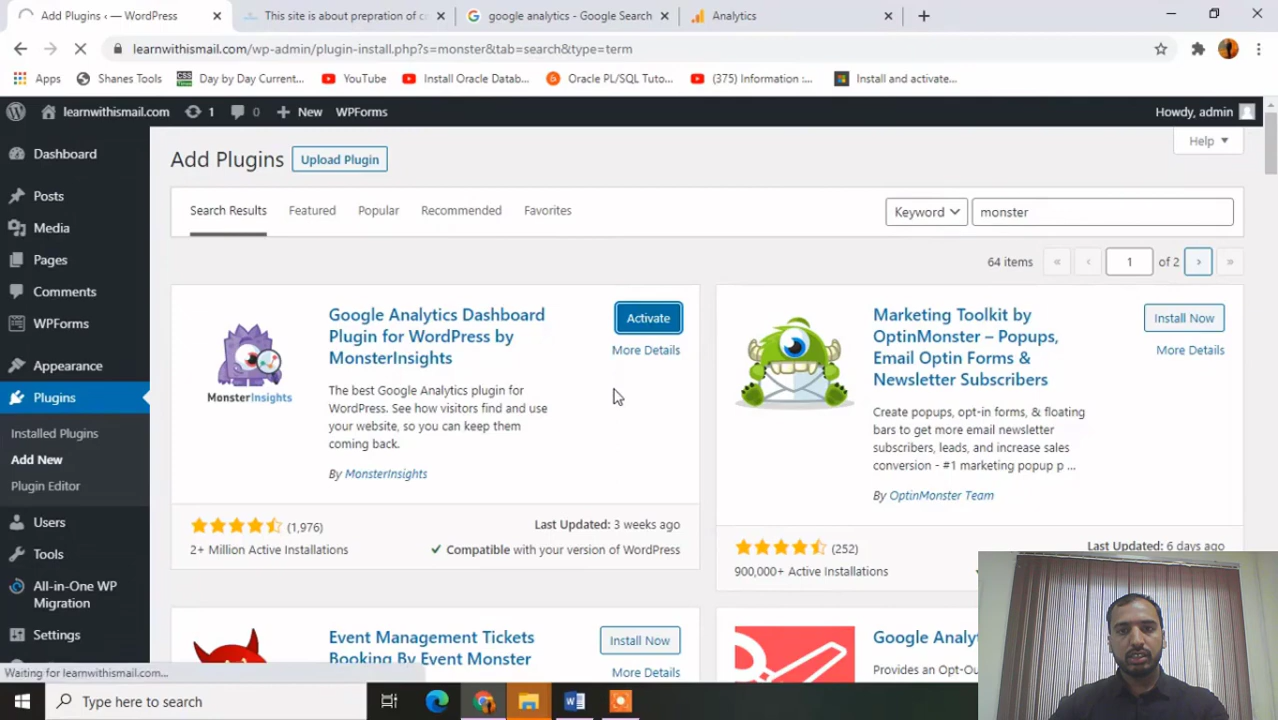 Add Plugins ‹ — WordPress
This site is about prepration of c
google analytics - Google Search
Analytics
learnwithismail.com/wp-admin/plugin-install.php?s=monster&tab=search&type=term
Apps
Shanes Tools
CSS
Day by Day Current...
YouTube
Install Oracle Datab...
Oracle PL/SQL Tuto...
(375) Information :...
Install and activate...
learnwithismail.com
1
0
New
WPForms
Howdy, admin
Dashboard
Posts
Media
Pages
Comments
WPForms
Appearance
Plugins
Installed Plugins
Add New
Plugin Editor
Users
Tools
All-in-One WP
Migration
Settings
Add Plugins
Upload Plugin
Help
Search Results
Featured
Popular
Recommended
Favorites
Keyword
monster
64 items
«
‹
1
of 2
›
»
MonsterInsights
Google Analytics Dashboard
Plugin for WordPress by
MonsterInsights
Activate
More Details
The best Google Analytics plugin for
WordPress. See how visitors find and use
your website, so you can keep them
coming back.
By MonsterInsights
(1,976)
2+ Million Active Installations
Last Updated: 3 weeks ago
Compatible with your version of WordPress
Marketing Toolkit by
OptinMonster – Popups,
Email Optin Forms &
Newsletter Subscribers
Install Now
More Details
Create popups, opt-in forms, & floating
bars to get more email newsletter
subscribers, leads, and increase sales
conversion - #1 marketing popup p ...
By OptinMonster Team
(252)
900,000+ Active Installations
Last Updated: 6 days ago
Event Management Tickets
Booking By Event Monster
Install Now
More Details
Google Analy
Provides an Opt-Ou
Waiting for learnwithismail.com...
Type here to search